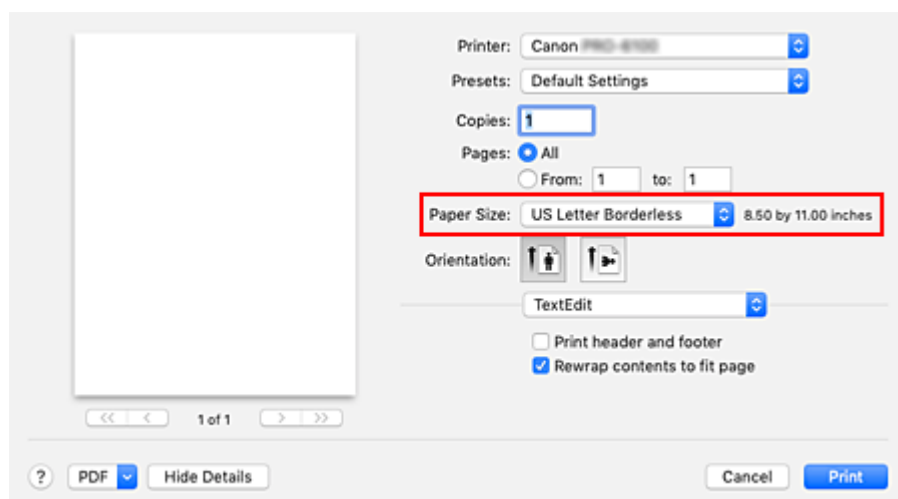 Printer: Canon
Presets: Default Settings
Copies: 1
Pages: All
From: 1 to: 1
Paper Size: US Letter Borderless 8.50 by 11.00 inches
Orientation:
TextEdit
Print header and footer
Rewrap contents to fit page
<< < 1 of 1 > >>
? PDF Hide Details Cancel Print